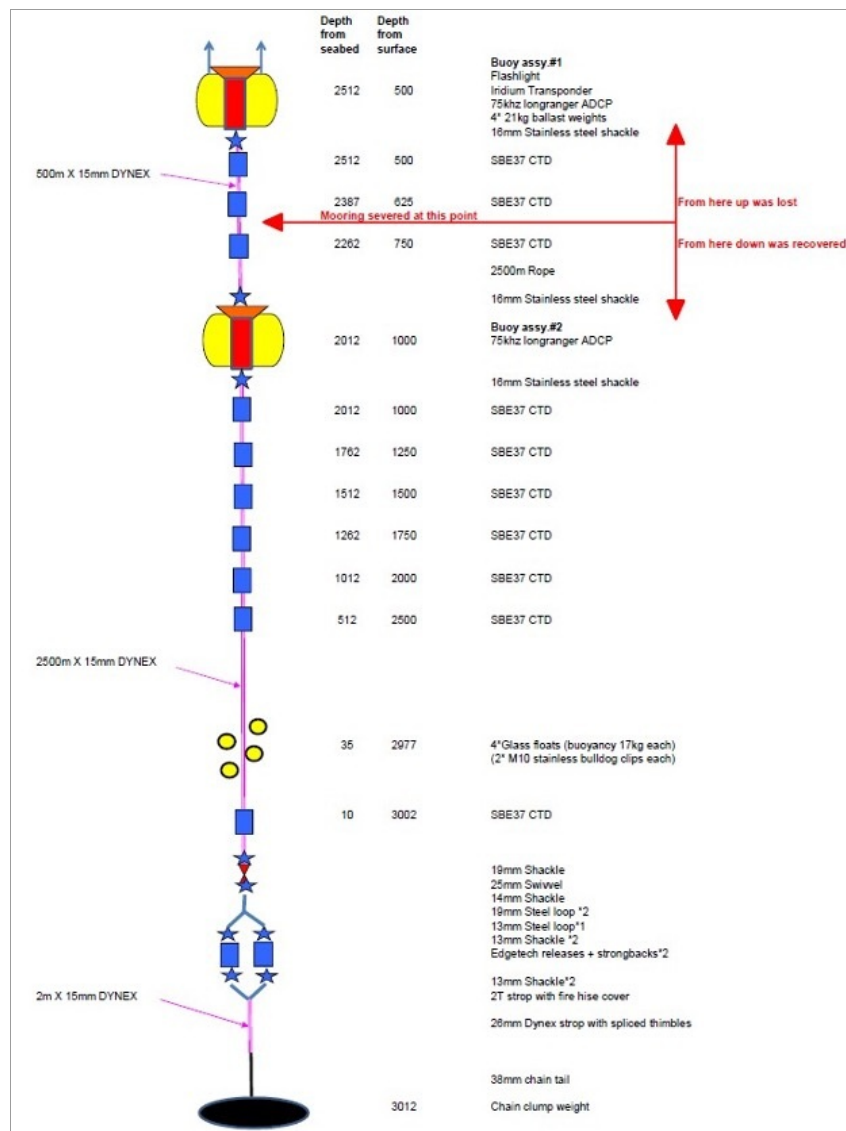 Depth from seabed Depth from surface
Buoy assy.#1
Flashlight
2512 500 Iridium Transponder
75khz longranger ADCP
4* 21kg ballast weights
16mm Stainless steel shackle
2512 500 SBE37 CTD
500m X 15mm DYNEX
2387 625 SBE37 CTD From here up was lost
Mooring severed at this point
2262 750 SBE37 CTD From here down was recovered
2500m Rope
16mm Stainless steel shackle
Buoy assy.#2
2012 1000 75khz longranger ADCP
16mm Stainless steel shackle
2012 1000 SBE37 CTD
1762 1250 SBE37 CTD
1512 1500 SBE37 CTD
1262 1750 SBE37 CTD
1012 2000 SBE37 CTD
512 2500 SBE37 CTD
2500m X 15mm DYNEX
35 2977 4*Glass floats (buoyancy 17kg each)
(2* M10 stainless bulldog clips each)
10 3002 SBE37 CTD
19mm Shackle
25mm Swivvel
14mm Shackle
19mm Steel loop *2
13mm Steel loop*1
13mm Shackle *2
Edgetech releases + strongbacks*2
13mm Shackle*2
2m X 15mm DYNEX 2T strop with fire hise cover
26mm Dynex strop with spliced thimbles
38mm chain tail
3012 Chain clump weight